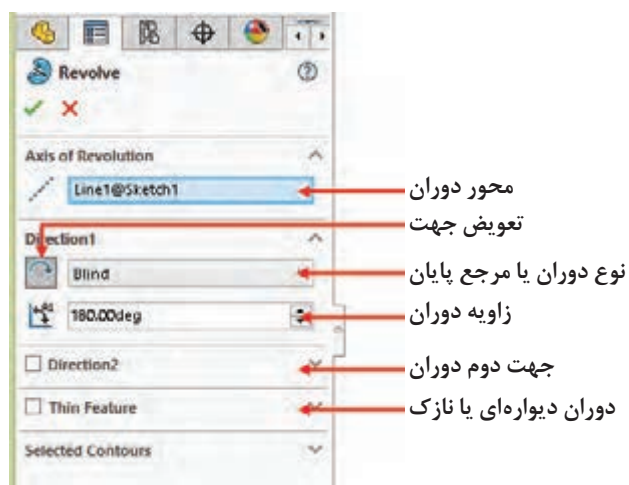 Revolve
Axis of Revolution
Line1@Sketch1
محور دوران
تعویض جهت
Direction1
Blind
نوع دوران یا مرجع پایان
180.00deg
زاویه دوران
Direction2
جهت دوم دوران
Thin Feature
دوران دیواره‌ای یا نازک
Selected Contours